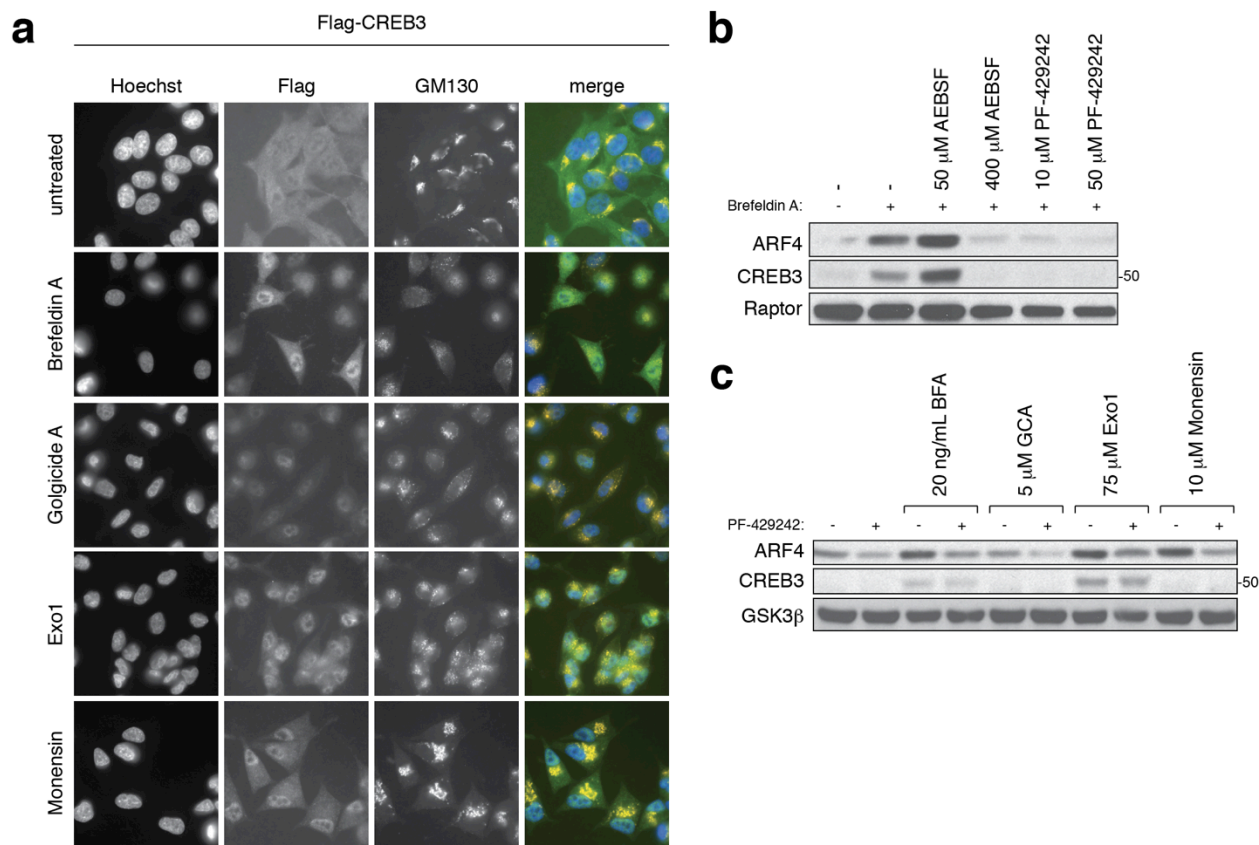 a
Flag-CREB3
Hoechst Flag GM130 merge
untreated
Brefeldin A
Golgicide A
Exo1
Monensin
b
- - 50 µM AEBSF 400 µM AEBSF 10 µM PF-429242 50 µM PF-429242
Brefeldin A: - + + + + +
ARF4
CREB3 -50
Raptor
c
20 ng/mL BFA 5 µM GCA 75 µM Exo1 10 µM Monensin
PF-429242: - + - + - + - + - +
ARF4
CREB3 -50
GSK3β